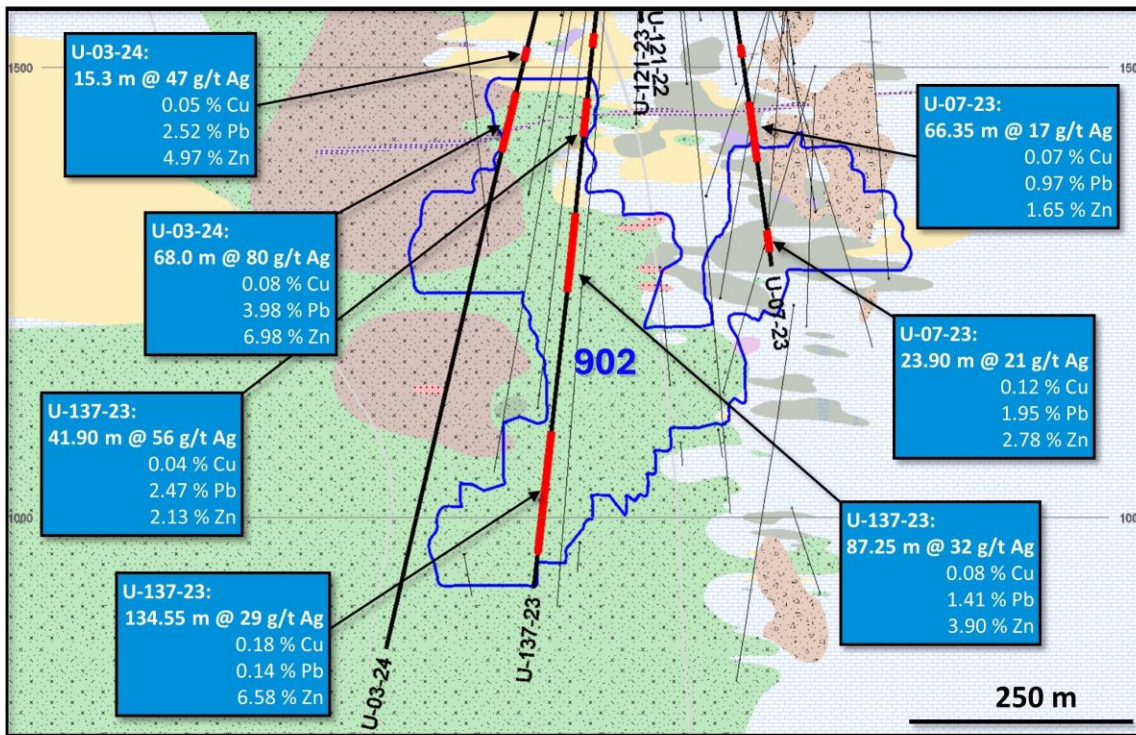 U-03-24:
15.3 m @ 47 g/t Ag
0.05 % Cu
2.52 % Pb
4.97 % Zn
U-121-23
U-121-22
1500
U-07-23:
66.35 m @ 17 g/t Ag
0.07 % Cu
0.97 % Pb
1.65 % Zn
U-03-24:
68.0 m @ 80 g/t Ag
0.08 % Cu
3.98 % Pb
6.98 % Zn
U-07-23
902
U-07-23:
23.90 m @ 21 g/t Ag
0.12 % Cu
1.95 % Pb
2.78 % Zn
U-137-23:
41.90 m @ 56 g/t Ag
0.04 % Cu
2.47 % Pb
2.13 % Zn
1000
U-137-23:
87.25 m @ 32 g/t Ag
0.08 % Cu
1.41 % Pb
3.90 % Zn
U-137-23:
134.55 m @ 29 g/t Ag
0.18 % Cu
0.14 % Pb
6.58 % Zn
U-137-23
U-03-24
250 m